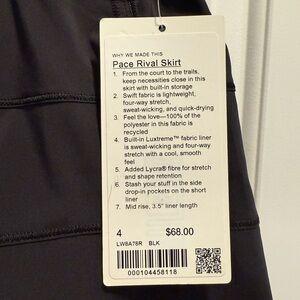 WHY WE MADE THIS
Pace Rival Skirt
1. From the court to the trails,
keep necessities close in this
skirt with built-in storage
2. Swift fabric is lightweight,
four-way stretch,
sweat-wicking, and quick-drying
3. Feel the love—100% of the
polyester in this fabric is
recycled
4. Built-in Luxtreme™ fabric liner
is sweat-wicking and four-way
stretch with a cool, smooth
feel
5. Added Lycra® fibre for stretch
and shape retention
6. Stash your stuff in the side
drop-in pockets on the short
liner
7. Mid rise, 3.5" liner length
4 $68.00
LW8A78R BLK
000104458118